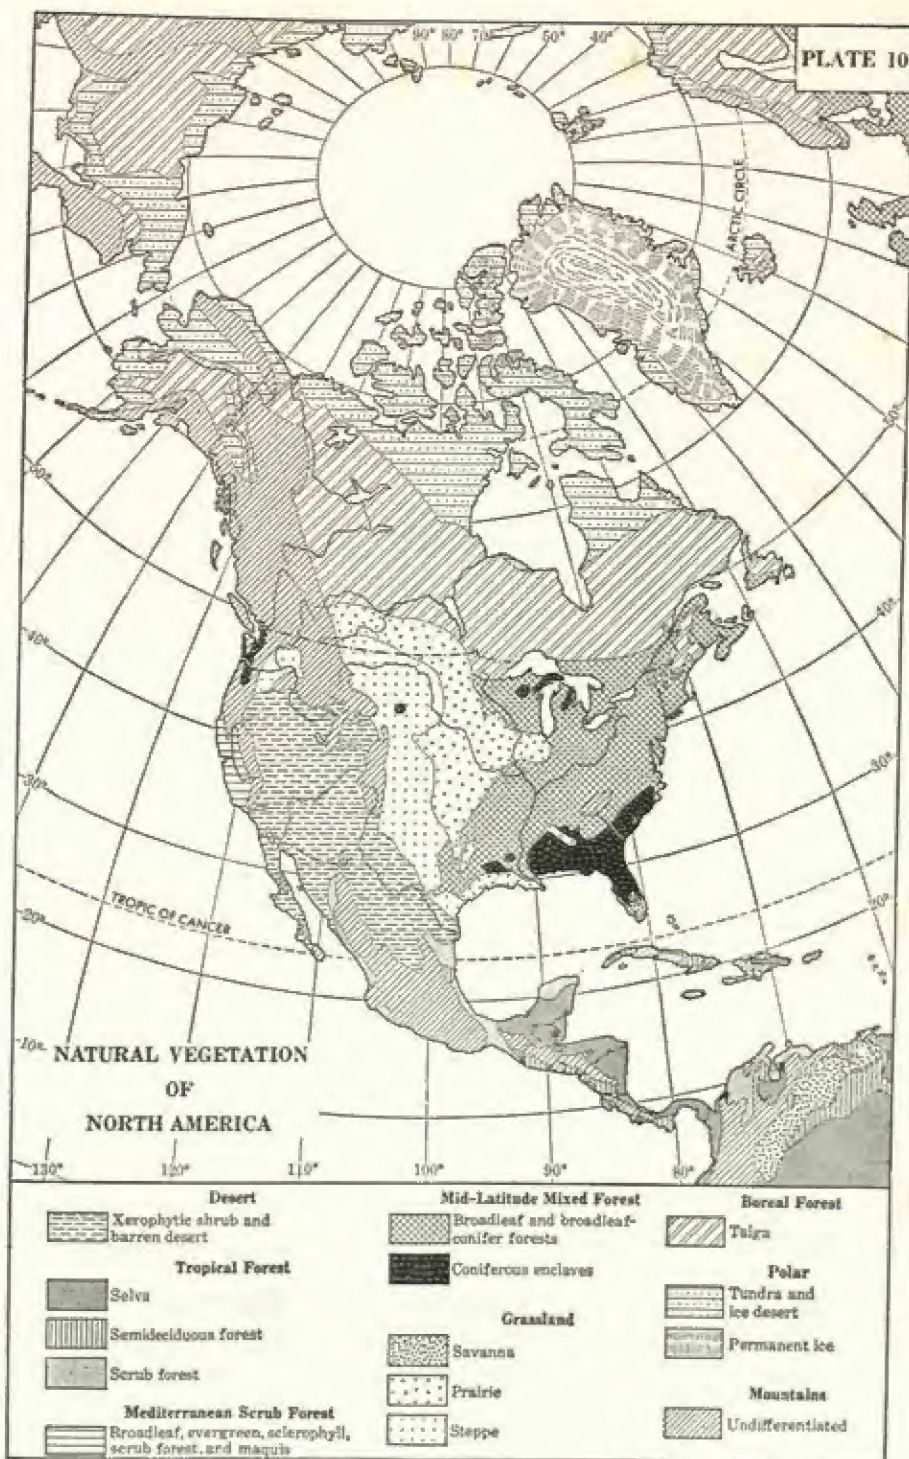 PLATE 10
90° 80° 70° 50° 40°
ARCTIC CIRCLE
50°
50°
40°
40°
30°
30°
TROPIC OF CANCER
20°
20°
10°
NATURAL VEGETATION
OF
NORTH AMERICA
130° 120° 110° 100° 90° 80°
Desert
Xerophytic shrub and
barren desert
Tropical Forest
Selva
Semideciduous forest
Scrub forest
Mediterranean Scrub Forest
Broadleaf, evergreen, sclerophyll,
scrub forest, and maquis
Mid-Latitude Mixed Forest
Broadleaf and broadleaf-
conifer forests
Coniferous enclaves
Grassland
Savanna
Prairie
Steppe
Boreal Forest
Taiga
Polar
Tundra and
ice desert
Permanent ice
Mountains
Undifferentiated